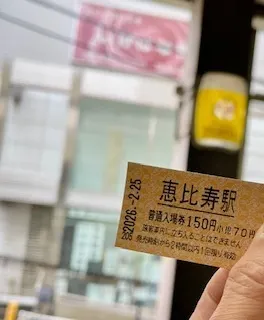 恵比寿駅
普通入場券150円小児70円
旅客車内に立ち入ることはできません
発売時刻から2時間以内1回限り有効
2026.-2.25